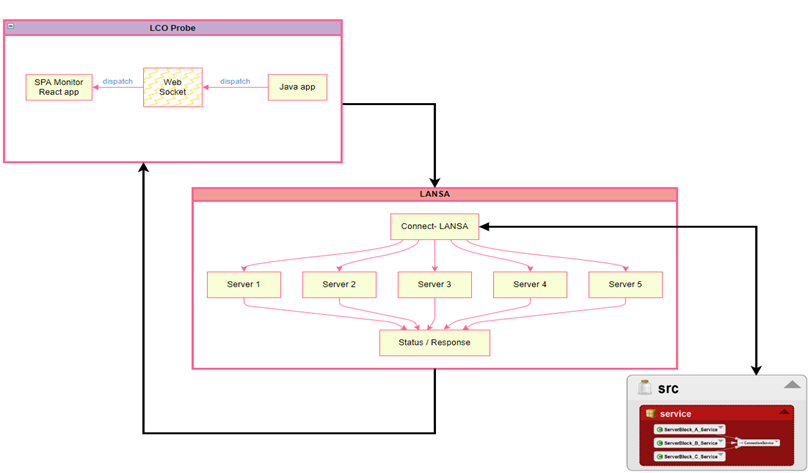 LCO Probe
SPA Monitor
React app
dispatch
Web
Socket
dispatch
Java app
LANSA
Connect- LANSA
Server 1
Server 2
Server 3
Server 4
Server 5
Status / Response
src
service
ServerBlock_A_Service
ServerBlock_B_Service
ConnectionService
ServerBlock_C_Service